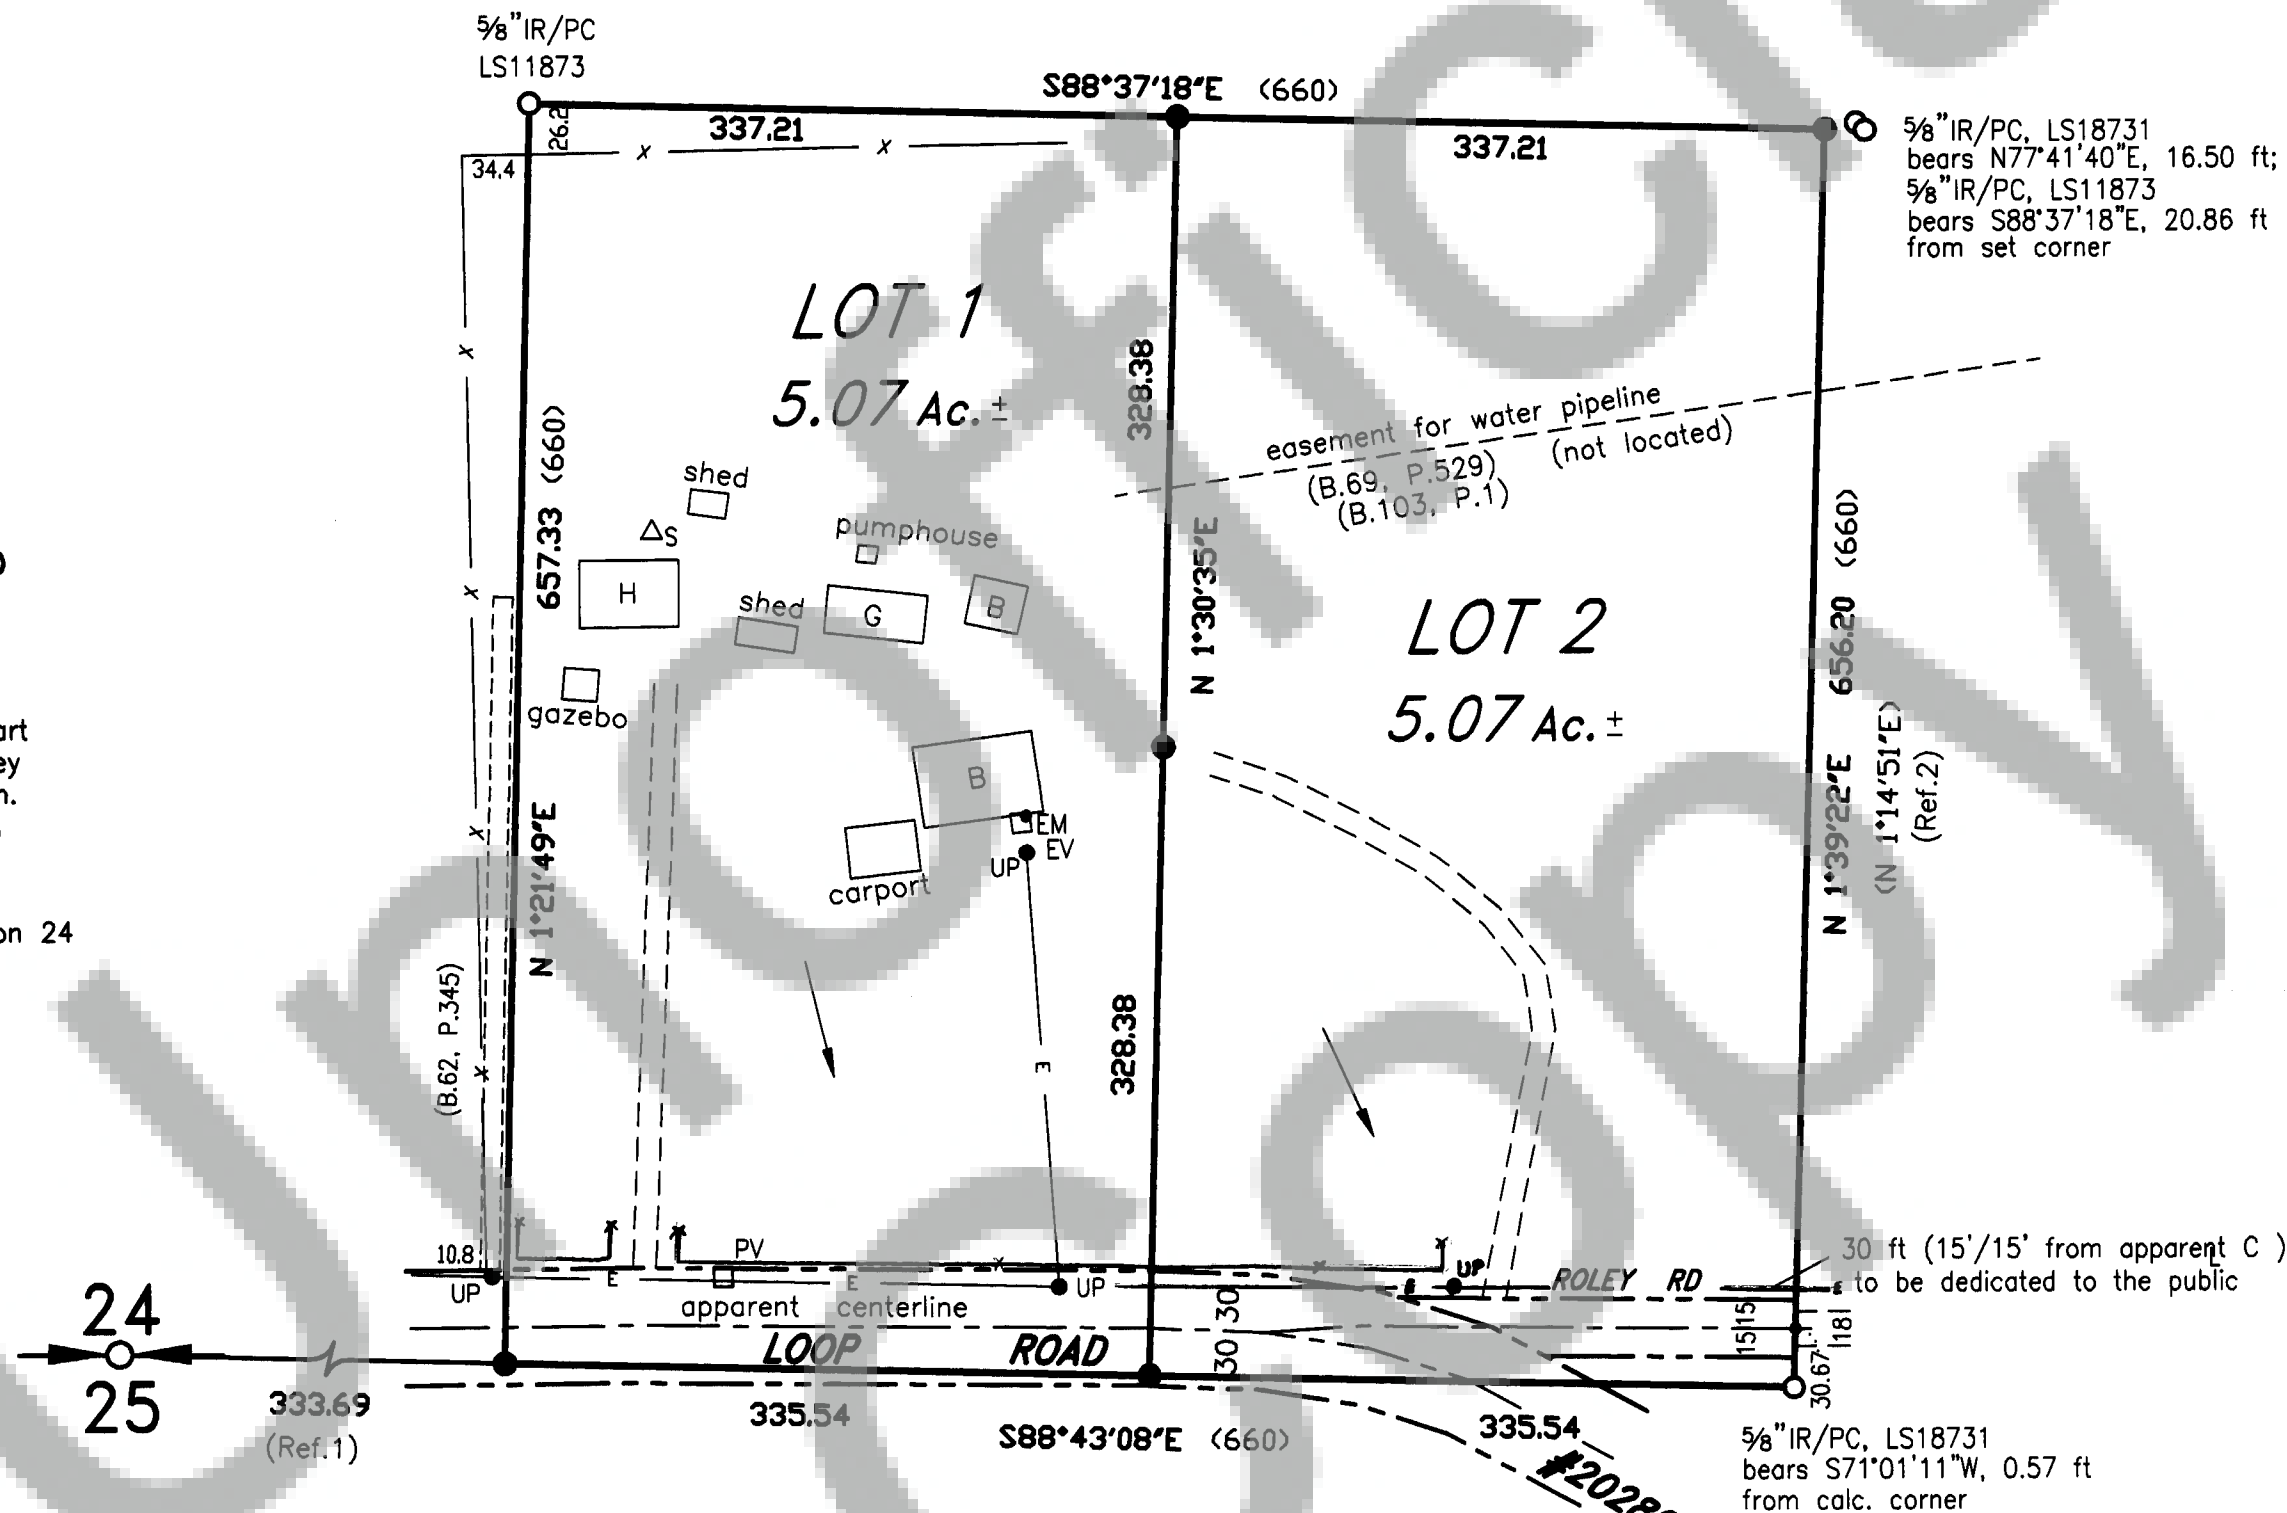 5/8"IR/PC
LS11873
S88°37'18"E (660)
26.2
337.21
337.21
34.4
5/8"IR/PC, LS18731
bears N77°41'40"E, 16.50 ft;
5/8"IR/PC, LS11873
bears S88°37'18"E, 20.86 ft
from set corner
x
x
x
LOT 1
5.07 Ac. ±
328.38
easement for water pipeline
(not located)
(B.69, P.529)
(B.103, P.1)
657.33 (660)
N 1°21'49"E
shed
S
pumphouse
H
shed
G
B
gazebo
N 1°30'35"E
LOT 2
5.07 Ac. ±
656.20 (660)
N 1°39'22"E
(N 1°14'51"E)
(Ref.2)
x
x
x
art
ey
n.
on 24
B
EM
EV
UP
carport
(B.62, P.345)
E
328.38
10.8
UP
E
PV
E
x
UP
x
UP
E
ROLEY RD
30 ft (15'/15' from apparent CL)
to be dedicated to the public
apparent centerline
LOOP ROAD
30 30
15|15
|18|
30.67
24
25
333.69
(Ref.1)
335.54
S88°43'08"E (660)
335.54
5/8"IR/PC, LS18731
bears S71°01'11"W, 0.57 ft
from calc. corner
Unofficial
Copy